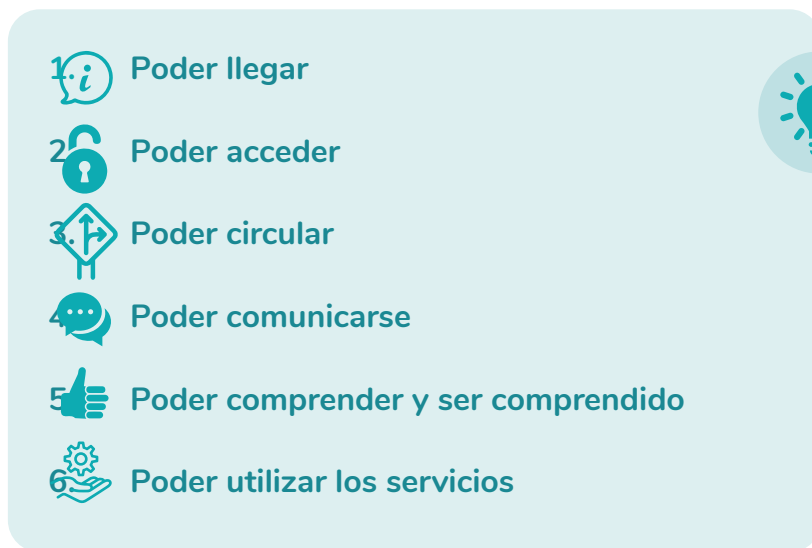 1. Poder llegar
2. Poder acceder
3. Poder circular
4. Poder comunicarse
5. Poder comprender y ser comprendido
6. Poder utilizar los servicios